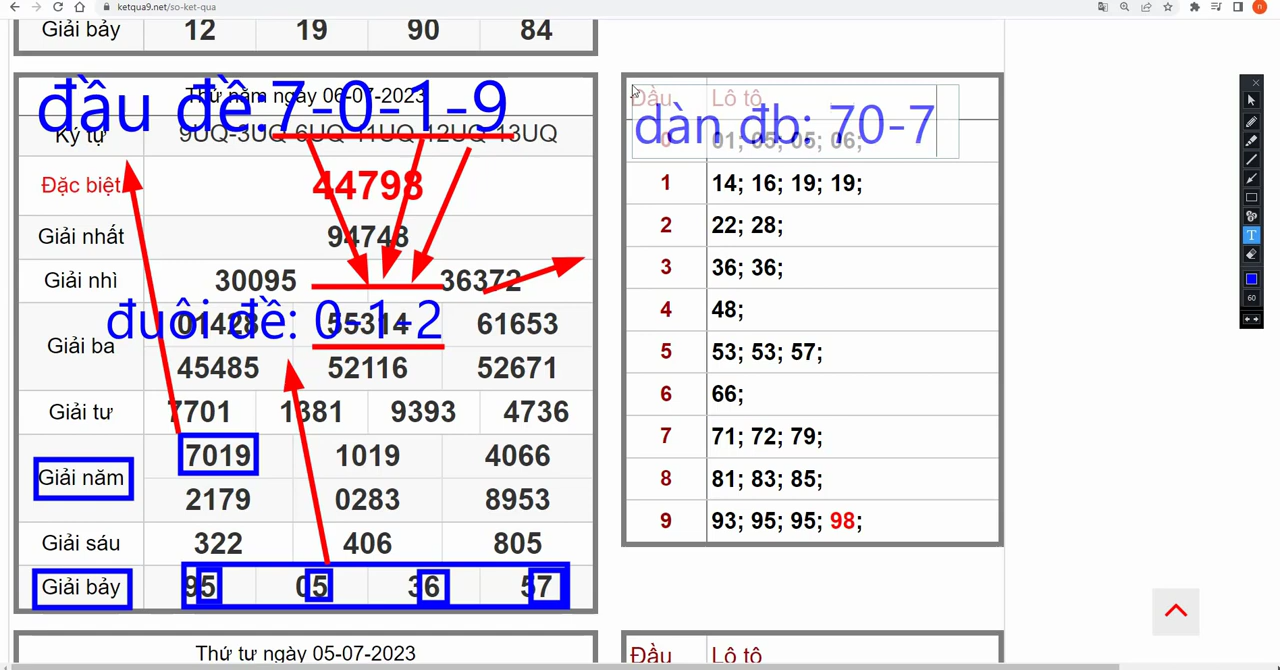 ketqua9.net/so-ket-qua
Giải bảy 12 19 90 84
Thứ năm ngày 06-07-2023
đầu đề:7-0-1-9
Ký tự 9UQ-3UQ-6UQ-11UQ-12UQ-13UQ
Đặc biệt 44798
Giải nhất 94748
Giải nhì 30095 36372
đuôi đề: 0-1-2
Giải ba 01428 55314 61653
45485 52116 52671
Giải tư 7701 1381 9393 4736
Giải năm 7019 1019 4066
2179 0283 8953
Giải sáu 322 406 805
Giải bảy 95 05 36 57
Thứ tư ngày 05-07-2023
Đầu Lô tô
dàn đb: 70-7
0 01; 05; 05; 06;
1 14; 16; 19; 19;
2 22; 28;
3 36; 36;
4 48;
5 53; 53; 57;
6 66;
7 71; 72; 79;
8 81; 83; 85;
9 93; 95; 95; 98;
Đầu Lô tô
T
60
n